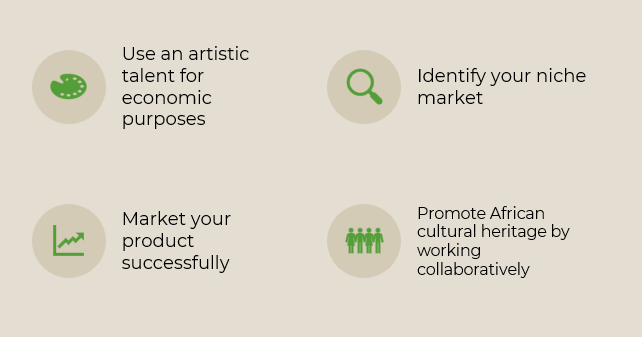 Use an artistic
talent for
economic
purposes
Identify your niche
market
Market your
product
successfully
Promote African
cultural heritage by
working
collaboratively